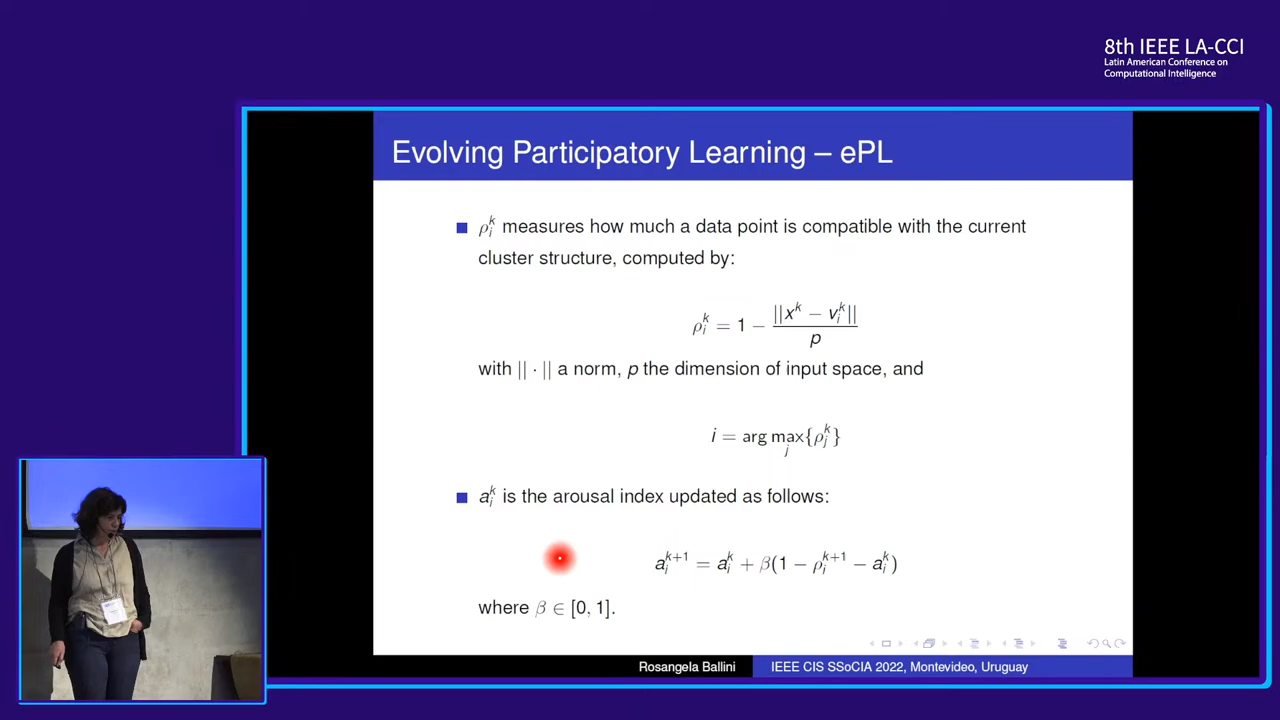 8th IEEE LA-CCI
Latin American Conference on
Computational Intelligence
Evolving Participatory Learning – ePL
ρ_i^k measures how much a data point is compatible with the current
cluster structure, computed by:
ρ_i^k = 1 − ||x^k − v_i^k|| / p
with || · || a norm, p the dimension of input space, and
i = arg max_j {ρ_j^k}
a_i^k is the arousal index updated as follows:
a_i^{k+1} = a_i^k + β(1 − ρ_i^{k+1} − a_i^k)
where β ∈ [0, 1].
Rosangela Ballini IEEE CIS SSoCIA 2022, Montevideo, Uruguay